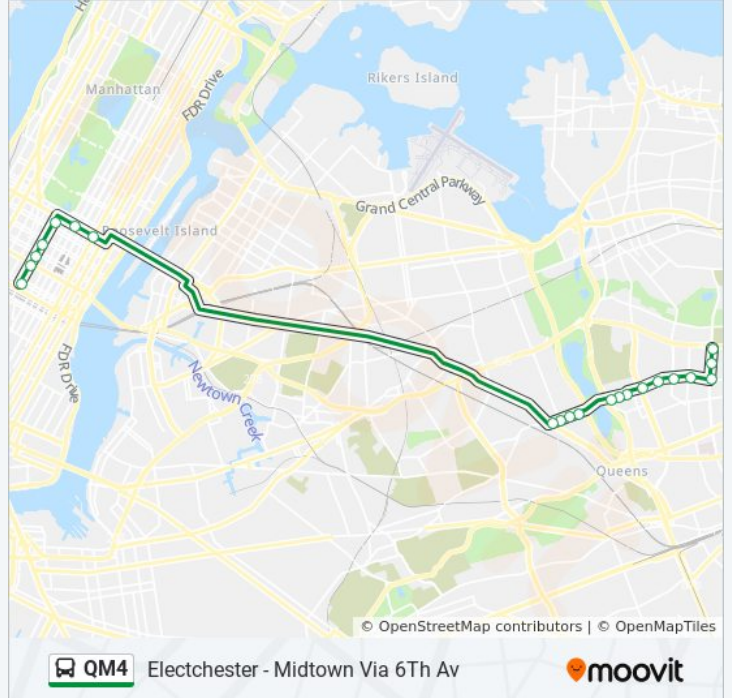 Manhattan
FDR Drive
Rikers Island
Grand Central Parkway
Roosevelt Island
FDR Drive
Newtown Creek
Queens
© OpenStreetMap contributors | © OpenMapTiles
QM4 Electchester - Midtown Via 6Th Av
moovit